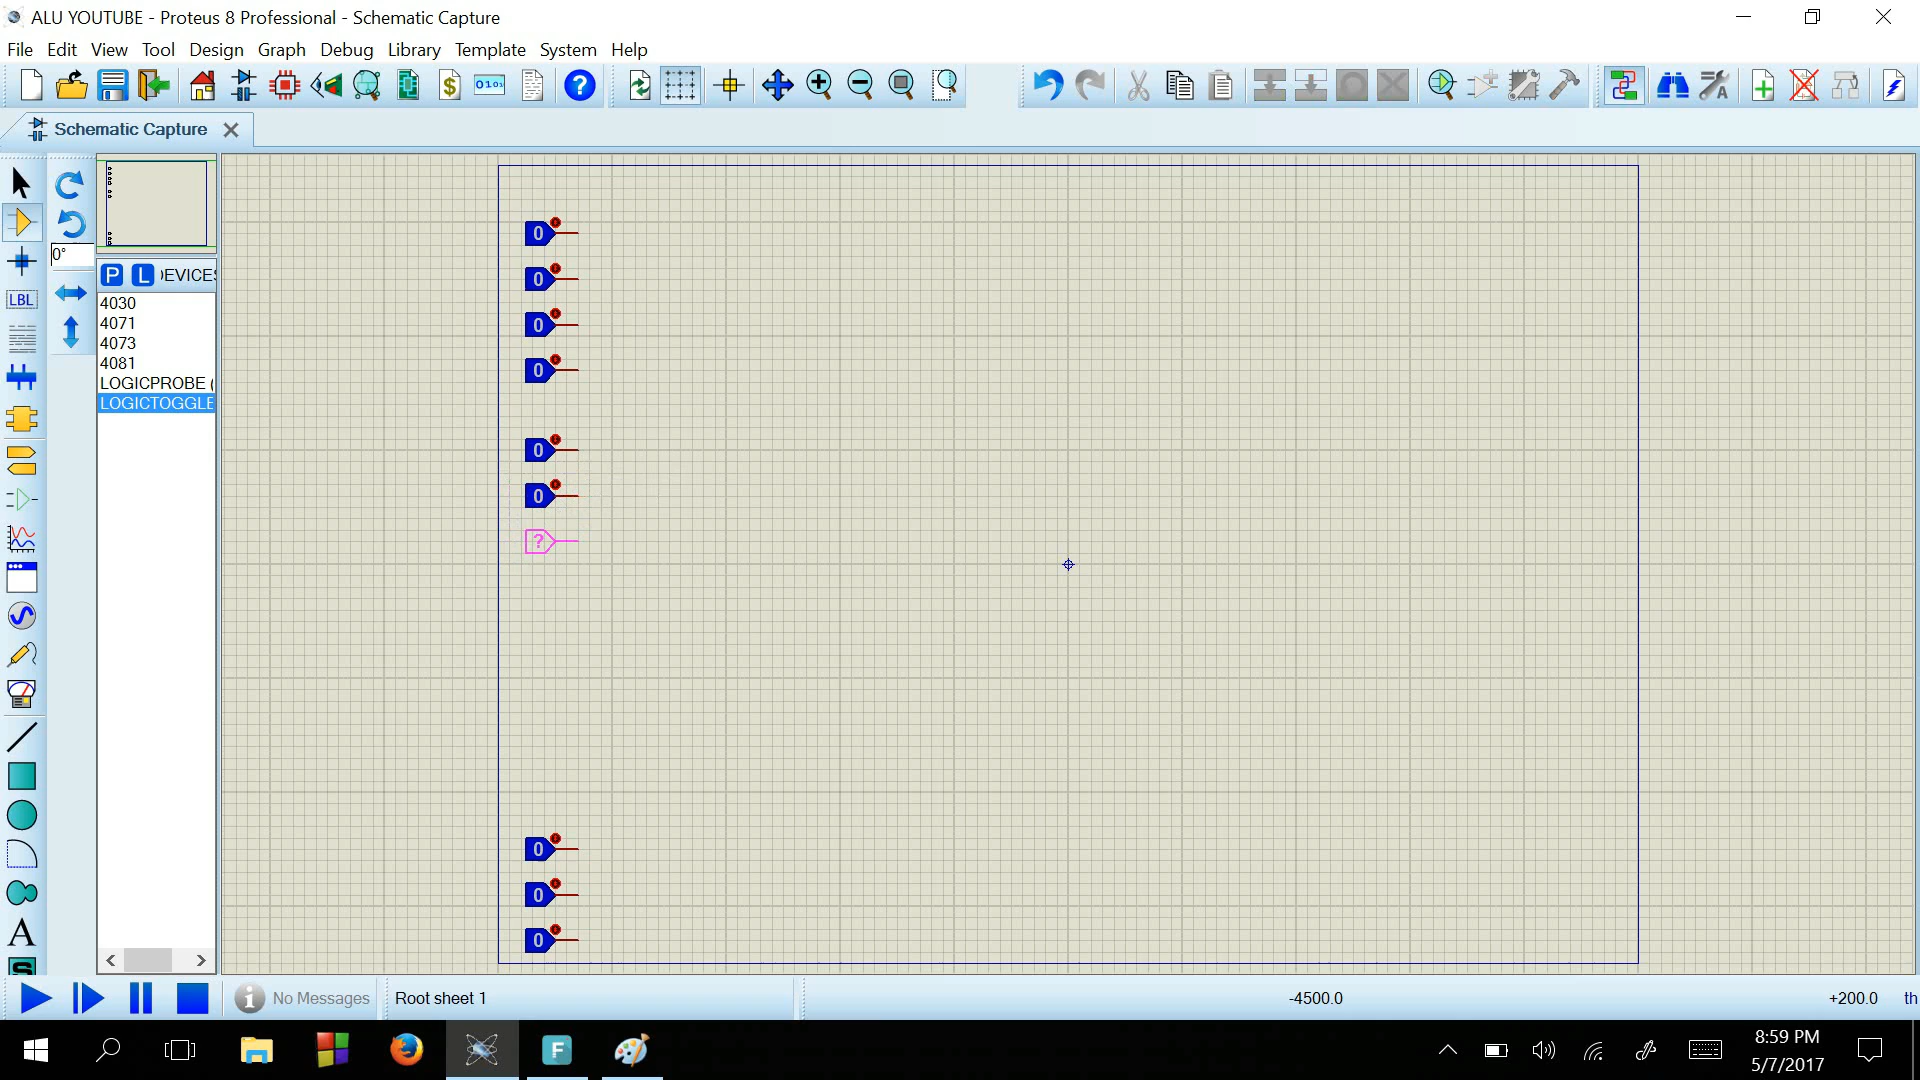 ALU YOUTUBE - Proteus 8 Professional - Schematic Capture
File Edit View Tool Design Graph Debug Library Template System Help
$ 0101 ?
Schematic Capture
0°
P L DEVICES
LBL
4030
4071
4073
4081
LOGICPROBE (
LOGICTOGGLE
0
0
0
0
0
0
?
0
0
0
A
S
No Messages Root sheet 1 -4500.0 +200.0 th
F
8:59 PM
5/7/2017